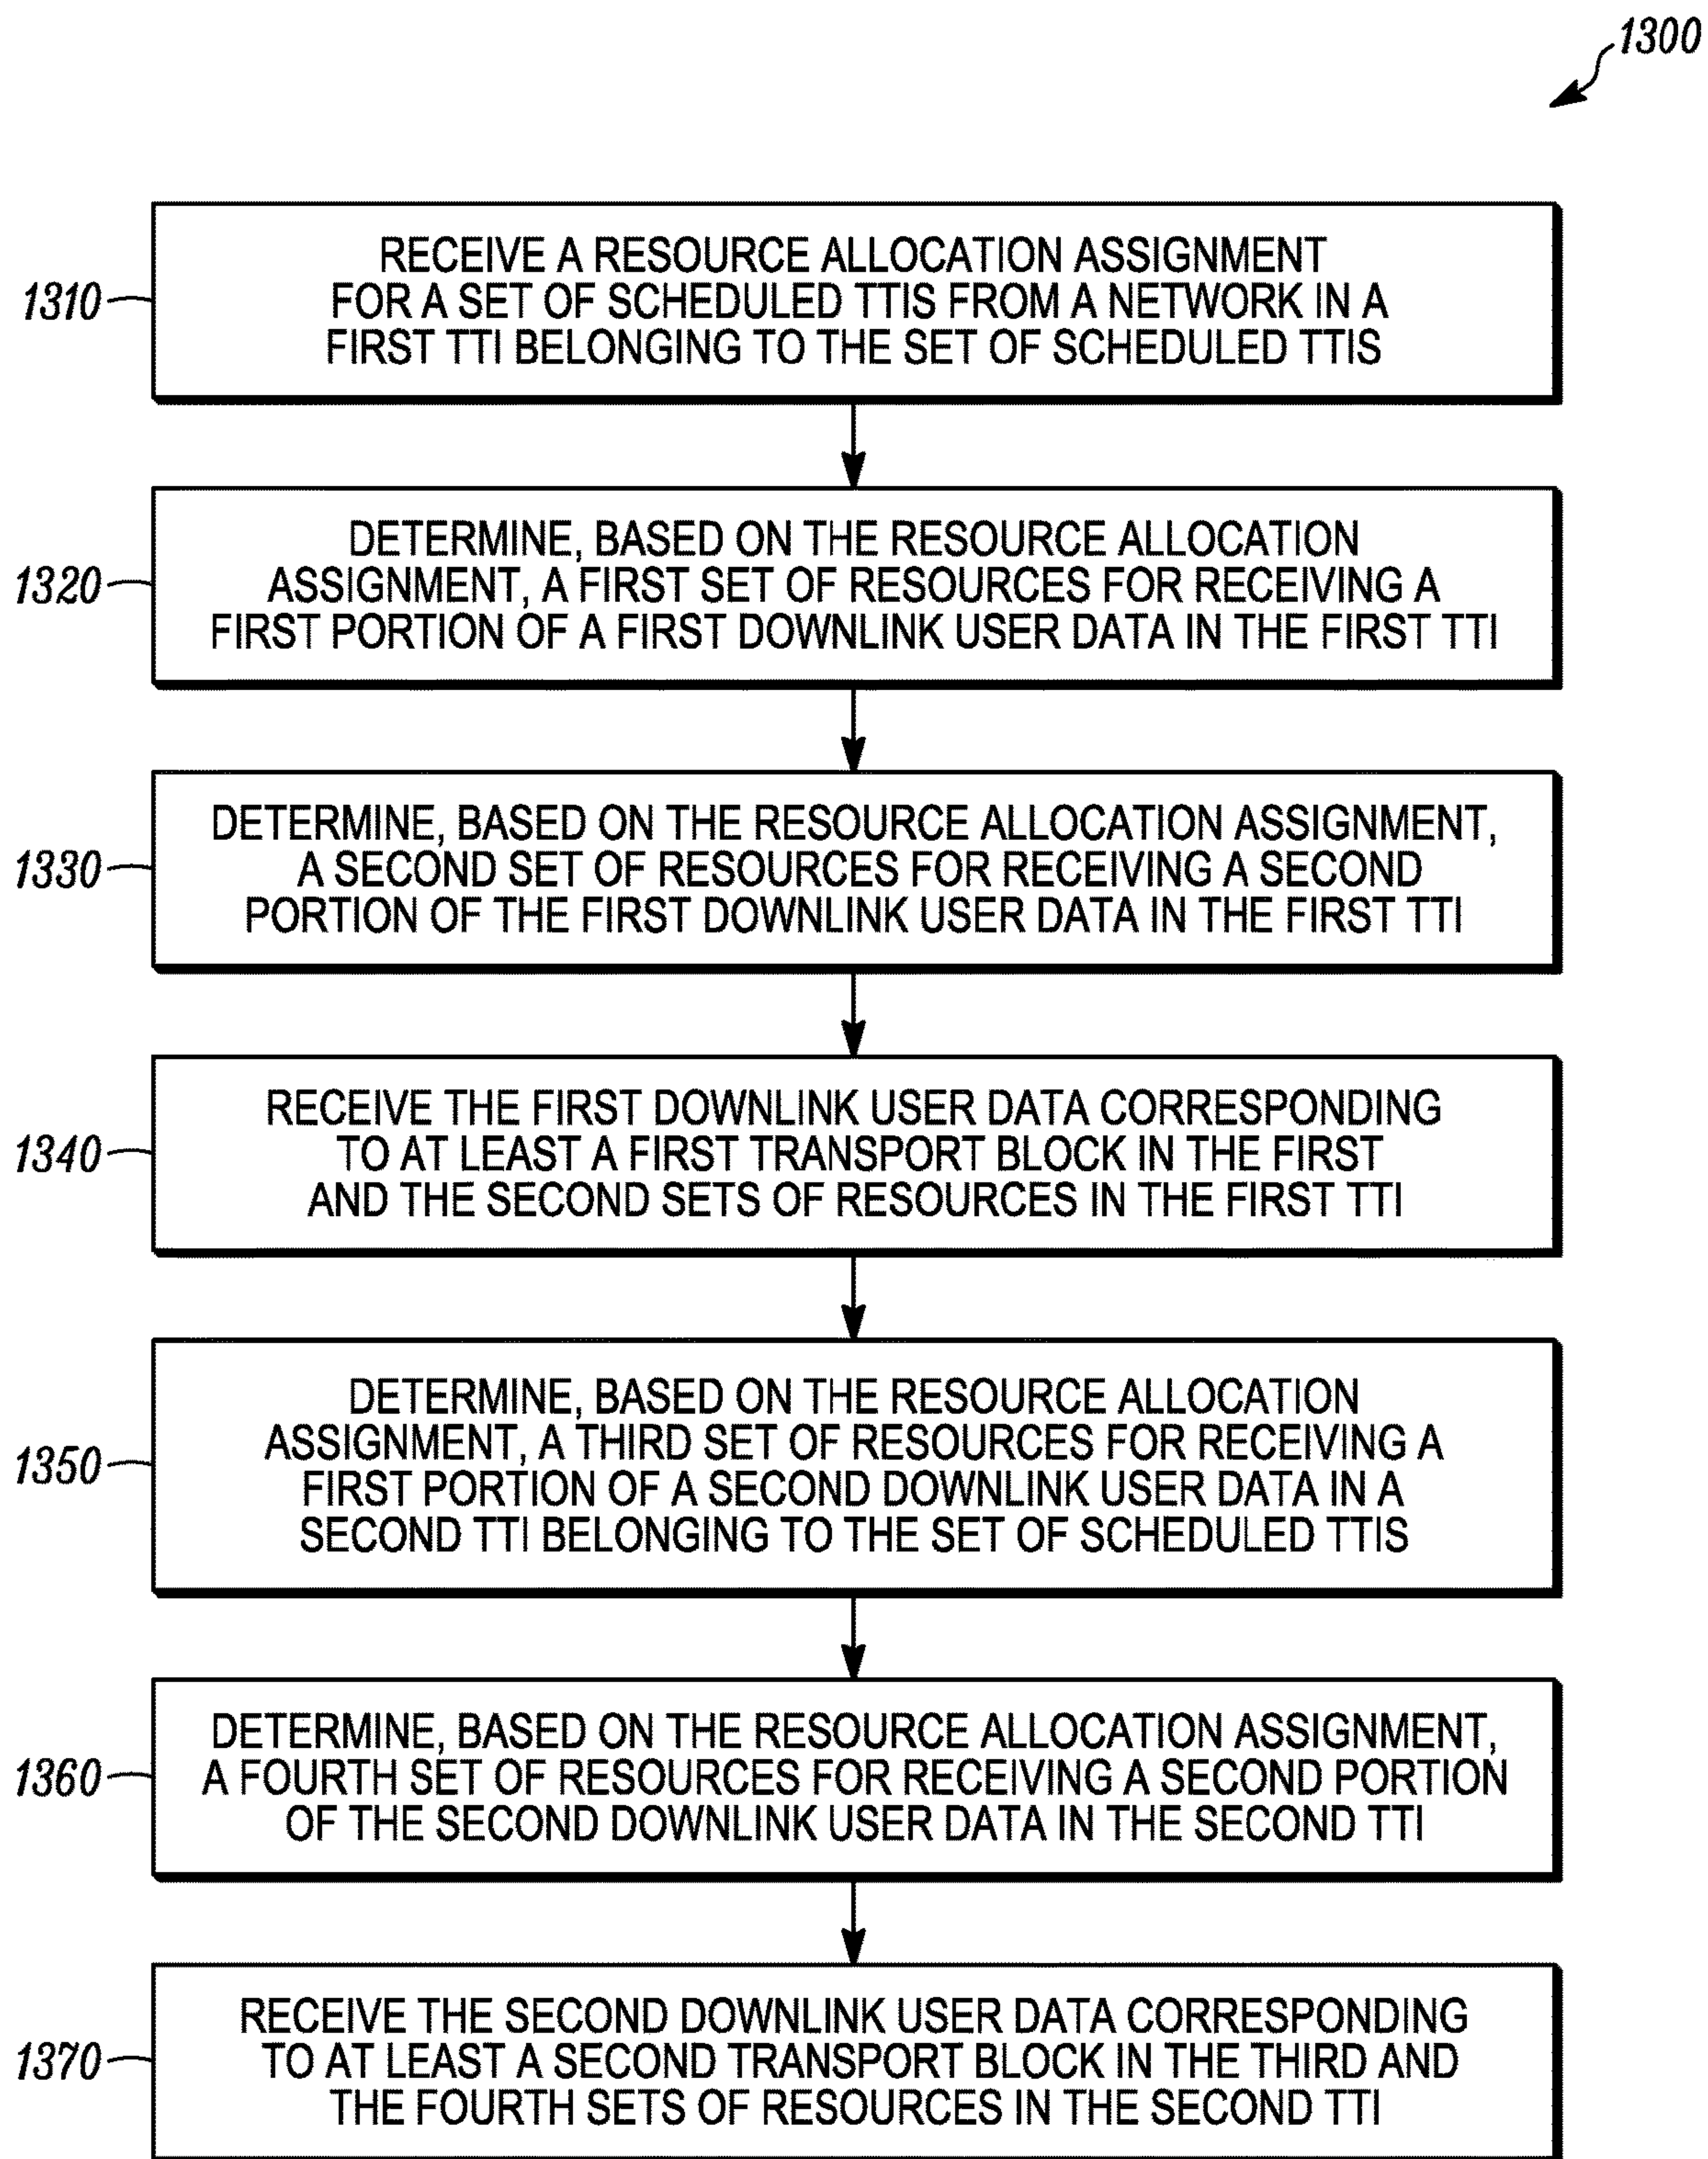 1300
1310
RECEIVE A RESOURCE ALLOCATION ASSIGNMENT
FOR A SET OF SCHEDULED TTIS FROM A NETWORK IN A
FIRST TTI BELONGING TO THE SET OF SCHEDULED TTIS
1320
DETERMINE, BASED ON THE RESOURCE ALLOCATION
ASSIGNMENT, A FIRST SET OF RESOURCES FOR RECEIVING A
FIRST PORTION OF A FIRST DOWNLINK USER DATA IN THE FIRST TTI
1330
DETERMINE, BASED ON THE RESOURCE ALLOCATION ASSIGNMENT,
A SECOND SET OF RESOURCES FOR RECEIVING A SECOND
PORTION OF THE FIRST DOWNLINK USER DATA IN THE FIRST TTI
1340
RECEIVE THE FIRST DOWNLINK USER DATA CORRESPONDING
TO AT LEAST A FIRST TRANSPORT BLOCK IN THE FIRST
AND THE SECOND SETS OF RESOURCES IN THE FIRST TTI
1350
DETERMINE, BASED ON THE RESOURCE ALLOCATION
ASSIGNMENT, A THIRD SET OF RESOURCES FOR RECEIVING A
FIRST PORTION OF A SECOND DOWNLINK USER DATA IN A
SECOND TTI BELONGING TO THE SET OF SCHEDULED TTIS
1360
DETERMINE, BASED ON THE RESOURCE ALLOCATION ASSIGNMENT,
A FOURTH SET OF RESOURCES FOR RECEIVING A SECOND PORTION
OF THE SECOND DOWNLINK USER DATA IN THE SECOND TTI
1370
RECEIVE THE SECOND DOWNLINK USER DATA CORRESPONDING
TO AT LEAST A SECOND TRANSPORT BLOCK IN THE THIRD AND
THE FOURTH SETS OF RESOURCES IN THE SECOND TTI